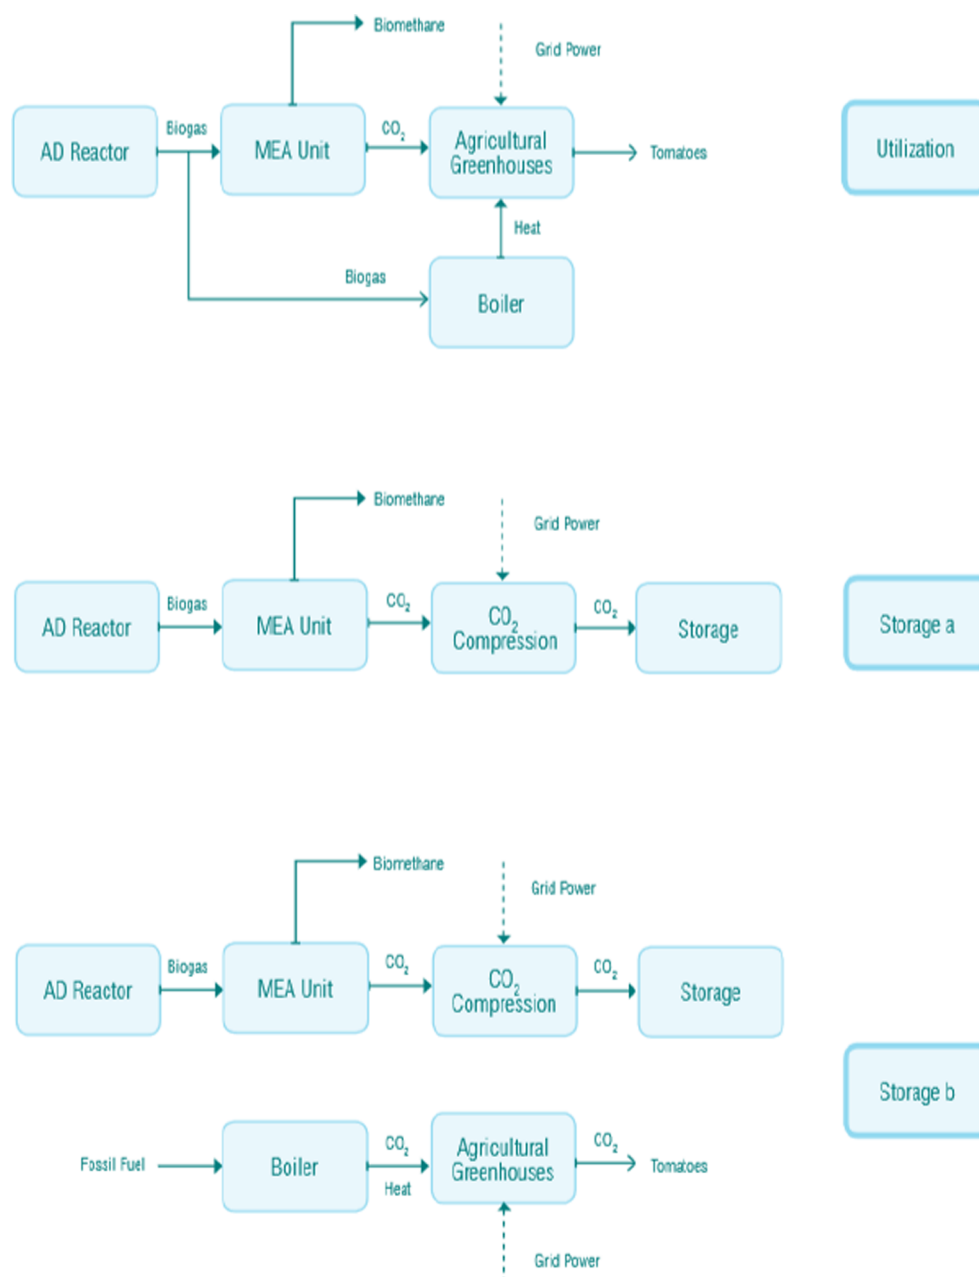 Biomethane
Grid Power
AD Reactor
Biogas
MEA Unit
CO₂
Agricultural
Greenhouses
Tomatoes
Utilization
Heat
Biogas
Boiler
Biomethane
Grid Power
AD Reactor
Biogas
MEA Unit
CO₂
CO₂
Compression
CO₂
Storage
Storage a
Biomethane
Grid Power
AD Reactor
Biogas
MEA Unit
CO₂
CO₂
Compression
CO₂
Storage
Storage b
Fossil Fuel
Boiler
CO₂
Heat
Agricultural
Greenhouses
CO₂
Tomatoes
Grid Power